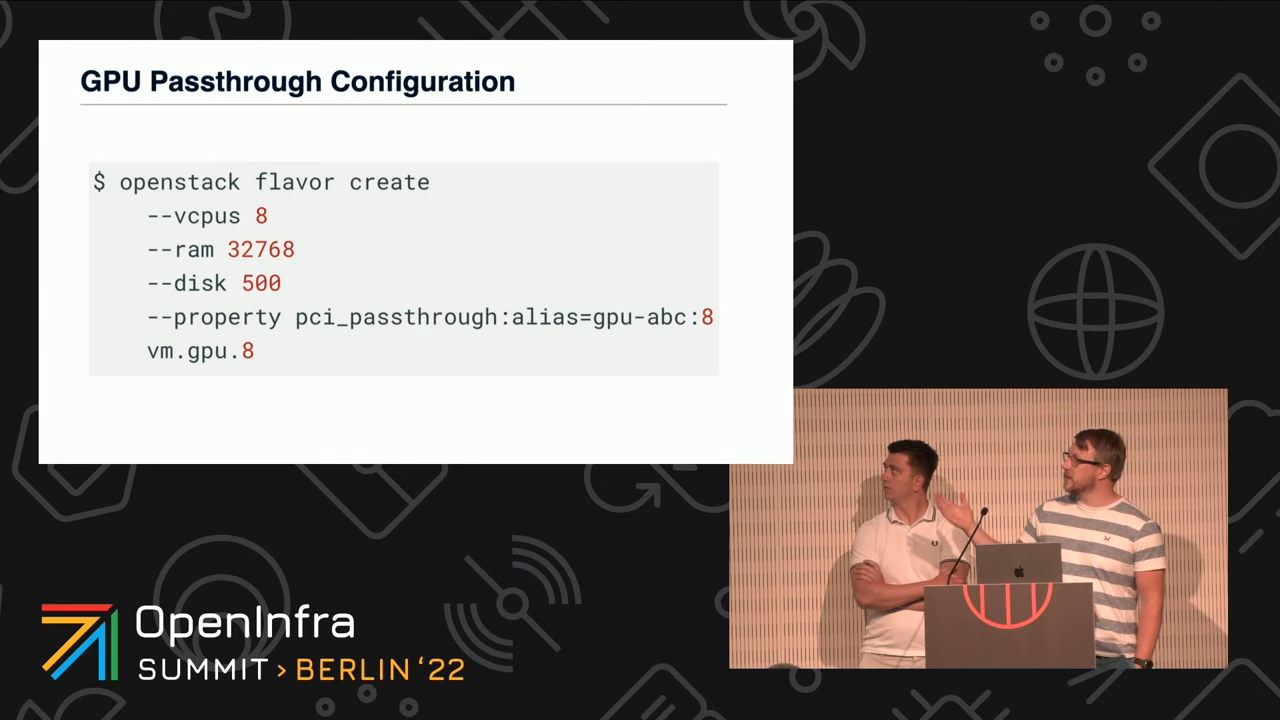 GPU Passthrough Configuration
$ openstack flavor create
--vcpus 8
--ram 32768
--disk 500
--property pci_passthrough:alias=gpu-abc:8
vm.gpu.8
OpenInfra
SUMMIT > BERLIN ‘22